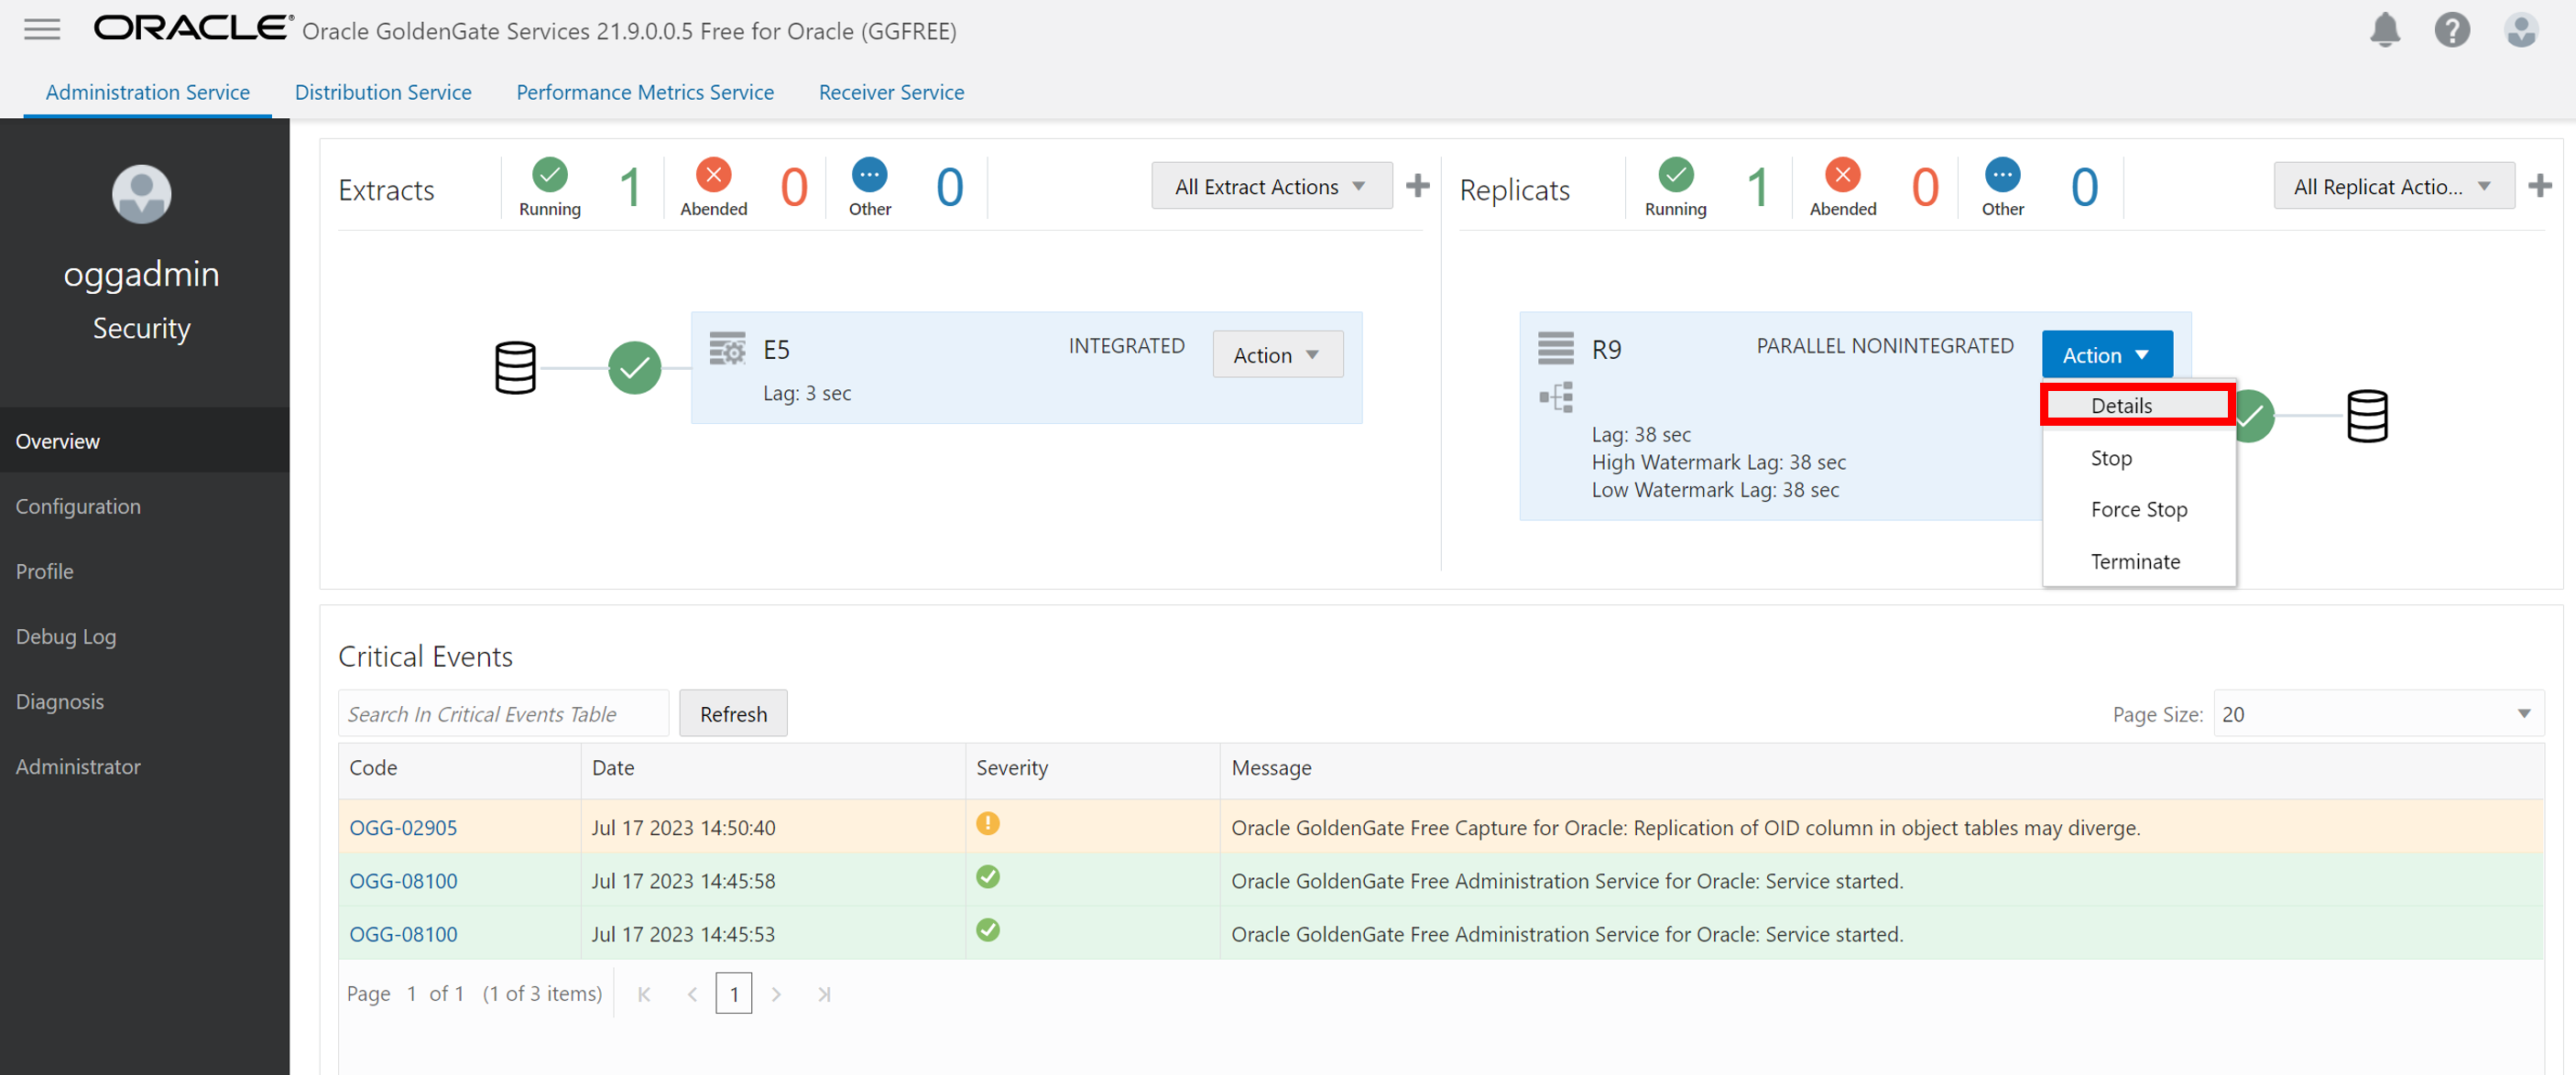 ORACLE® Oracle GoldenGate Services 21.9.0.0.5 Free for Oracle (GGFREE)
Administration Service Distribution Service Performance Metrics Service Receiver Service
oggadmin
Security
Overview
Configuration
Profile
Debug Log
Diagnosis
Administrator
Extracts Running 1 Abended 0 Other 0 All Extract Actions
E5 INTEGRATED Action
Lag: 3 sec
Replicats Running 1 Abended 0 Other 0 All Replicat Actio...
R9 PARALLEL NONINTEGRATED Action
Lag: 38 sec
High Watermark Lag: 38 sec
Low Watermark Lag: 38 sec
Details
Stop
Force Stop
Terminate
Critical Events
Search In Critical Events Table Refresh Page Size: 20
Code Date Severity Message
OGG-02905 Jul 17 2023 14:50:40 Oracle GoldenGate Free Capture for Oracle: Replication of OID column in object tables may diverge.
OGG-08100 Jul 17 2023 14:45:58 Oracle GoldenGate Free Administration Service for Oracle: Service started.
OGG-08100 Jul 17 2023 14:45:53 Oracle GoldenGate Free Administration Service for Oracle: Service started.
Page 1 of 1 (1 of 3 items) 1